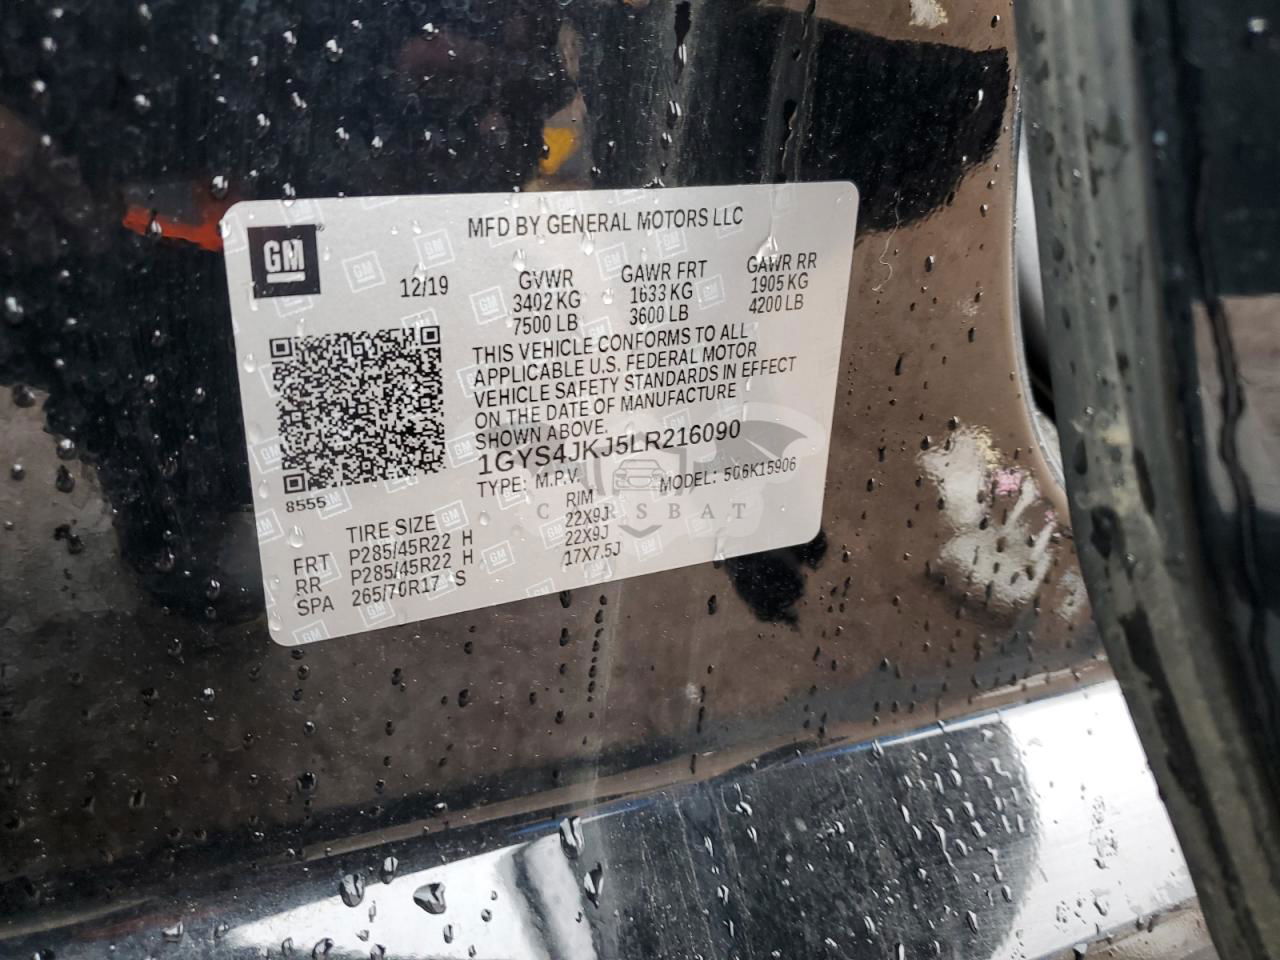 GM
MFD BY GENERAL MOTORS LLC
12/19
GVWR
3402 KG
7500 LB
GAWR FRT
1633 KG
3600 LB
GAWR RR
1905 KG
4200 LB
THIS VEHICLE CONFORMS TO ALL
APPLICABLE U.S. FEDERAL MOTOR
VEHICLE SAFETY STANDARDS IN EFFECT
ON THE DATE OF MANUFACTURE
SHOWN ABOVE.
1GYS4JKJ5LR216090
TYPE: M.P.V. MODEL: 506K15906
8555
TIRE SIZE RIM
FRT P285/45R22 H 22X9J
RR P285/45R22 H 22X9J
SPA 265/70R17 S 17X7.5J
CARSBAT